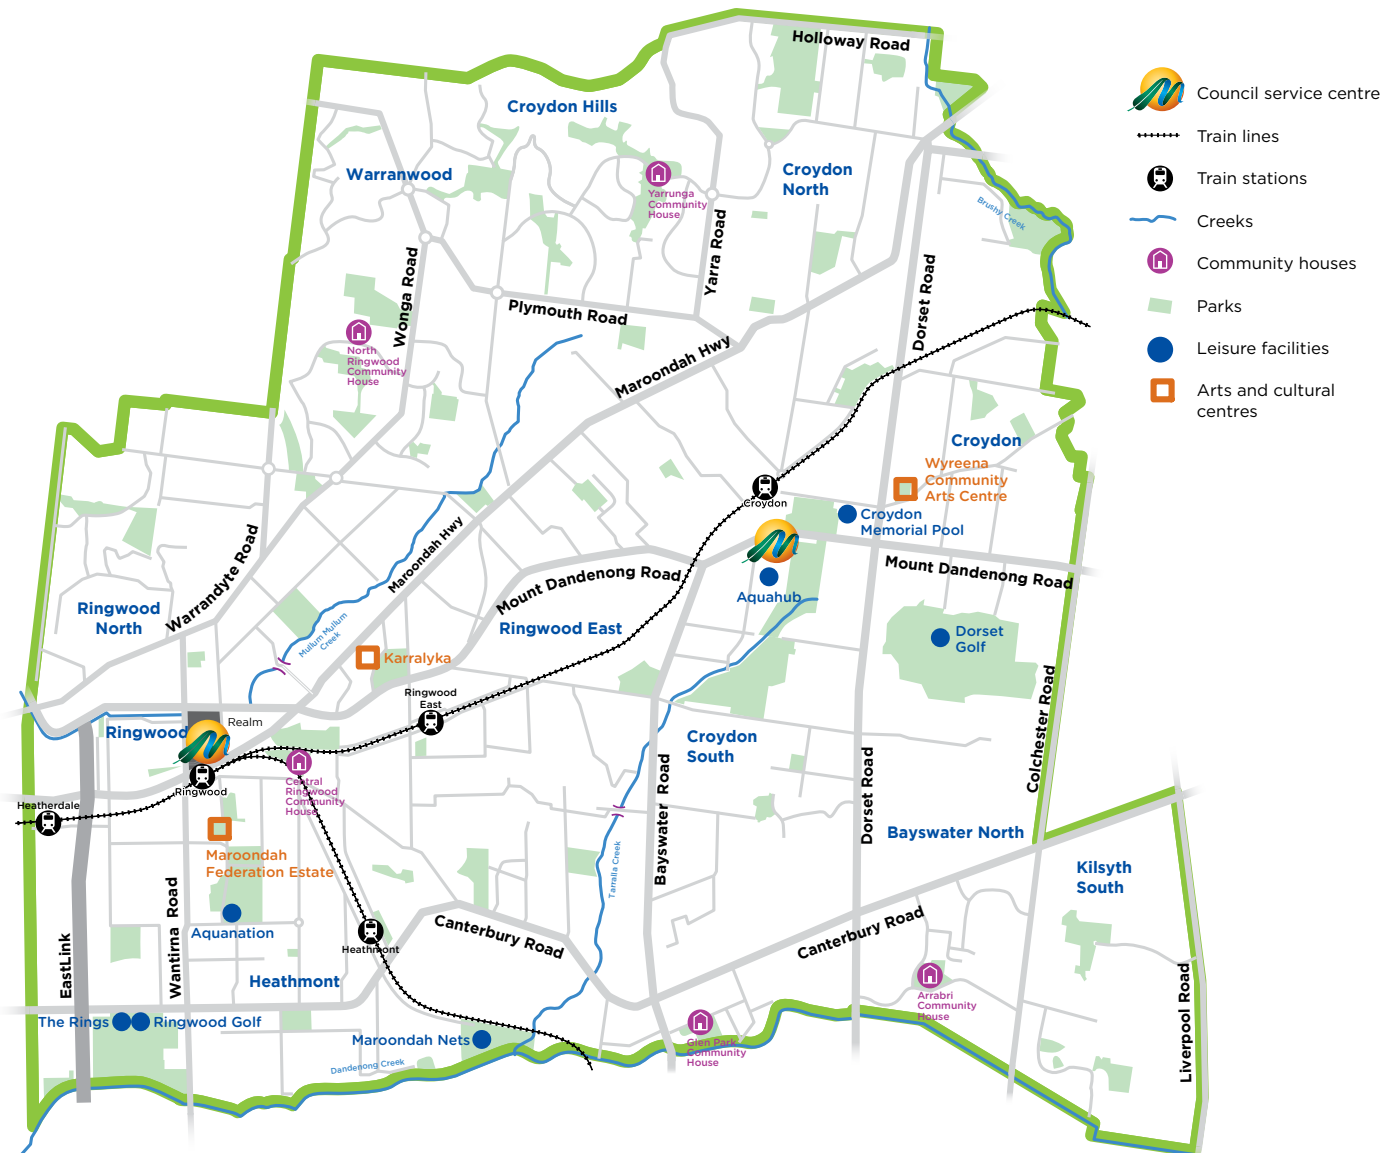 Holloway Road
Croydon Hills
Council service centre
Train lines
Train stations
Creeks
Community houses
Parks
Leisure facilities
Arts and cultural
centres
Warranwood
Croydon
North
Yarrunga
Community
House
Brushy Creek
Yarra Road
Wonga Road
Dorset Road
Plymouth Road
North
Ringwood
Community
House
Maroondah Hwy
Croydon
Wyreena
Community
Arts Centre
Croydon
Croydon
Memorial Pool
Maroondah Hwy
Warrandyte Road
Mount Dandenong Road
Mount Dandenong Road
Aquahub
Ringwood
North
Mullum Mullum
Creek
Ringwood East
Dorset
Golf
Karralyka
Ringwood
East
Colchester Road
Realm
Ringwood
Croydon
South
Ringwood
Central
Ringwood
Community
House
Heatherdale
Bayswater Road
Dorset Road
Bayswater North
Maroondah
Federation Estate
Tarralla Creek
Kilsyth
South
Wantirna Road
EastLink
Aquanation
Canterbury Road
Canterbury Road
Heathmont
Heathmont
Liverpool Road
Arrabri
Community
House
The Rings
Ringwood Golf
Maroondah Nets
Glen Park
Community
House
Dandenong Creek